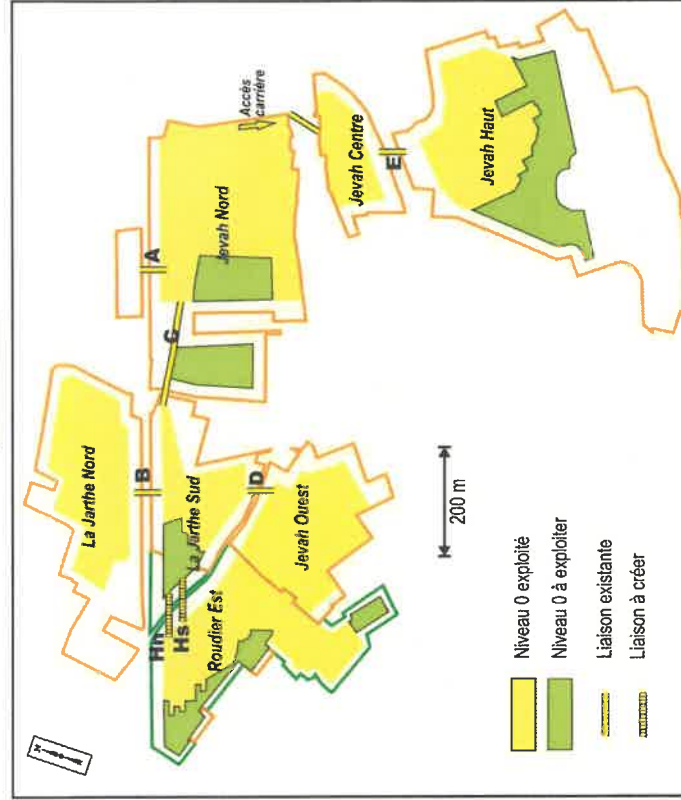 N
La Jarthe Nord
Accès
carrière
A
Jevah Nord
B
C
La Jarthe Sud
Jevah Centre
E
Hn
Hs
D
Roudier Est
Jevah Haut
Jevah Ouest
200 m
Niveau 0 exploité
Niveau 0 à exploiter
Liaison existante
Liaison à créer